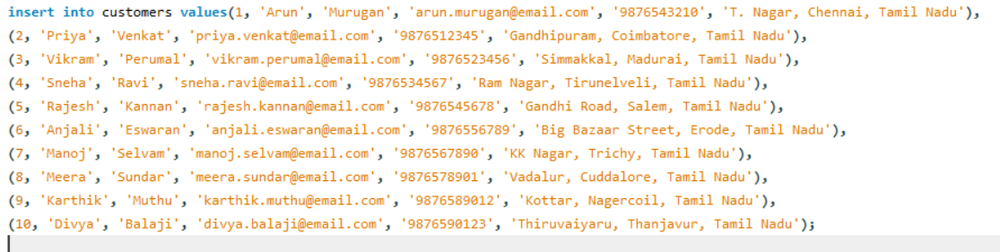 insert into customers values(1, 'Arun', 'Murugan', 'arun.murugan@email.com', '9876543210', 'T. Nagar, Chennai, Tamil Nadu'),
(2, 'Priya', 'Venkat', 'priya.venkat@email.com', '9876512345', 'Gandhipuram, Coimbatore, Tamil Nadu'),
(3, 'Vikram', 'Perumal', 'vikram.perumal@email.com', '9876523456', 'Simmakkal, Madurai, Tamil Nadu'),
(4, 'Sneha', 'Ravi', 'sneha.ravi@email.com', '9876534567', 'Ram Nagar, Tirunelveli, Tamil Nadu'),
(5, 'Rajesh', 'Kannan', 'rajesh.kannan@email.com', '9876545678', 'Gandhi Road, Salem, Tamil Nadu'),
(6, 'Anjali', 'Eswaran', 'anjali.eswaran@email.com', '9876556789', 'Big Bazaar Street, Erode, Tamil Nadu'),
(7, 'Manoj', 'Selvam', 'manoj.selvam@email.com', '9876567890', 'KK Nagar, Trichy, Tamil Nadu'),
(8, 'Meera', 'Sundar', 'meera.sundar@email.com', '9876578901', 'Vadalur, Cuddalore, Tamil Nadu'),
(9, 'Karthik', 'Muthu', 'karthik.muthu@email.com', '9876589012', 'Kottar, Nagercoil, Tamil Nadu'),
(10, 'Divya', 'Balaji', 'divya.balaji@email.com', '9876590123', 'Thiruvaiyaru, Thanjavur, Tamil Nadu');